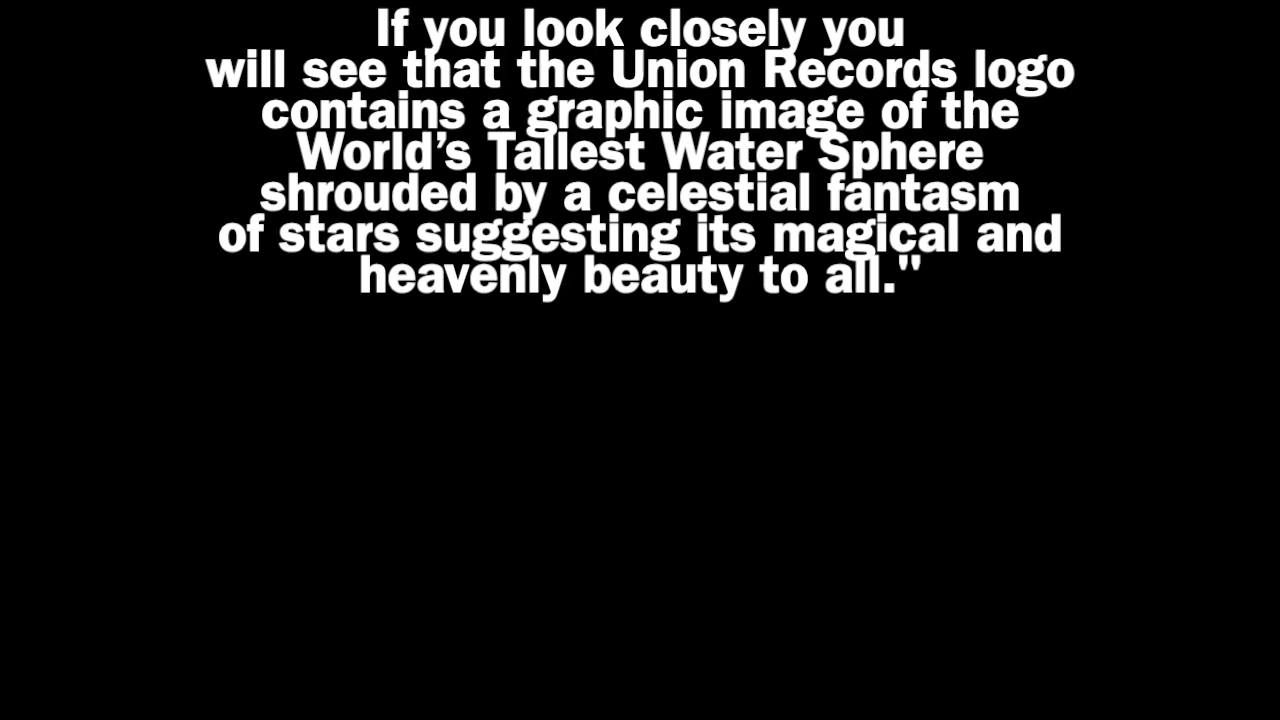 If you look closely you
will see that the Union Records logo
contains a graphic image of the
World’s Tallest Water Sphere
shrouded by a celestial fantasm
of stars suggesting its magical and
heavenly beauty to all."